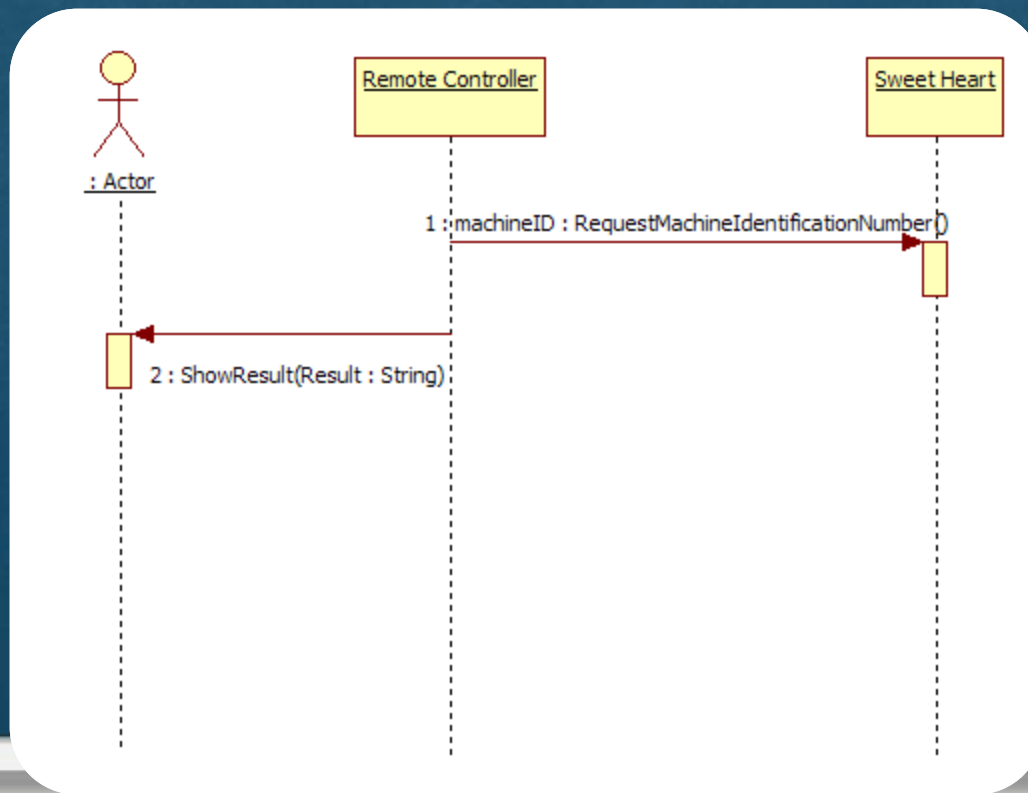 Remote Controller
Sweet Heart
: Actor
1 : machineID : RequestMachineIdentificationNumber()
2 : ShowResult(Result : String)